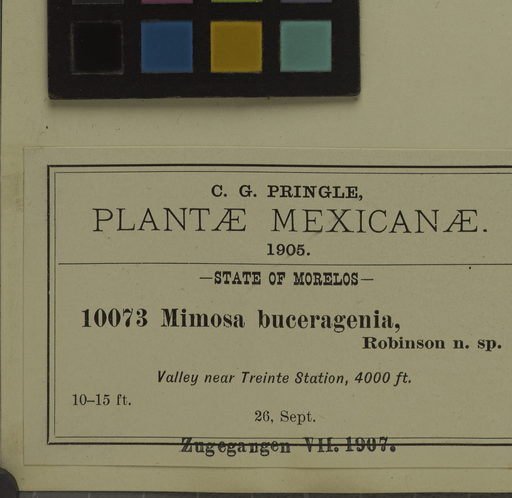 C. G. PRINGLE,
PLANTÆ MEXICANÆ.
1905.
—STATE OF MORELOS—
10073 Mimosa buceragenia,
Robinson n. sp.
Valley near Treinte Station, 4000 ft.
10–15 ft.
26, Sept.
Zugegangen VII. 1907.